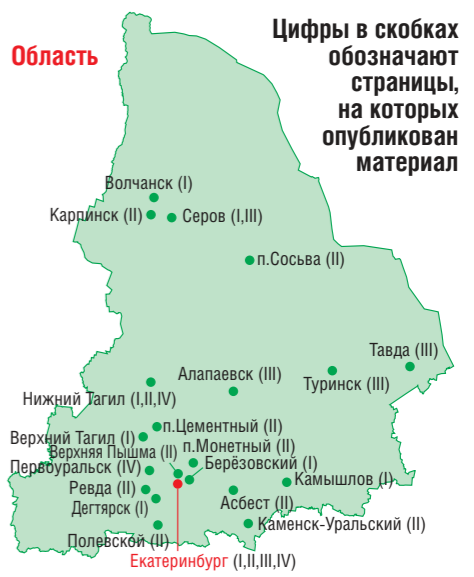 Область
Цифры в скобках
обозначают
страницы,
на которых
опубликован
материал
Волчанск (I)
Карпинск (II)
Серов (I,III)
п.Сосьва (II)
Тавда (III)
Алапаевск (III)
Туринск (III)
Нижний Тагил (I,II,IV)
п.Цементный (II)
Верхний Тагил (I)
Верхняя Пышма (II)
п.Монетный (II)
Первоуральск (IV)
Берёзовский (I)
Ревда (II)
Камышлов (I)
Дегтярск (I)
Асбест (II)
Полевской (II)
Каменск-Уральский (II)
Екатеринбург (I,II,III,IV)